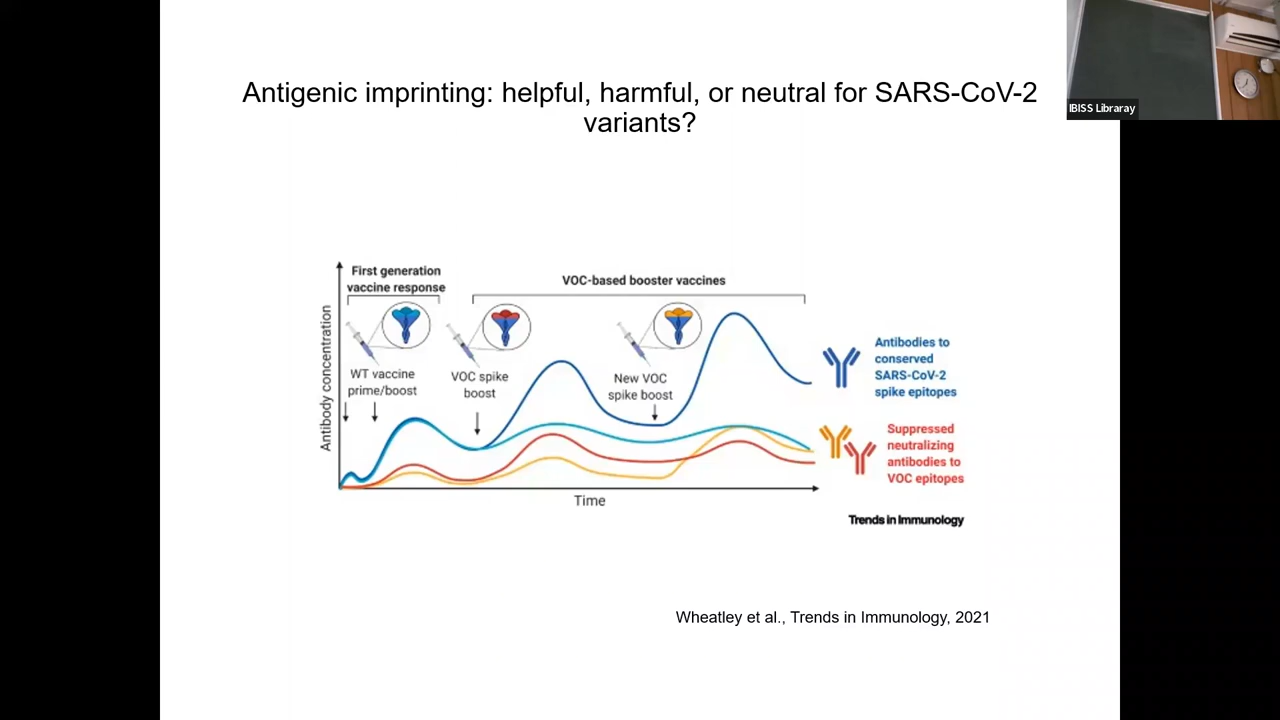 Antigenic imprinting: helpful, harmful, or neutral for SARS-CoV-2
variants?
IBISS Libraray
First generation
vaccine response
VOC-based booster vaccines
Antibody concentration
WT vaccine
prime/boost
VOC spike
boost
New VOC
spike boost
Antibodies to
conserved
SARS-CoV-2
spike epitopes
Suppressed
neutralizing
antibodies to
VOC epitopes
Time
Trends in Immunology
Wheatley et al., Trends in Immunology, 2021